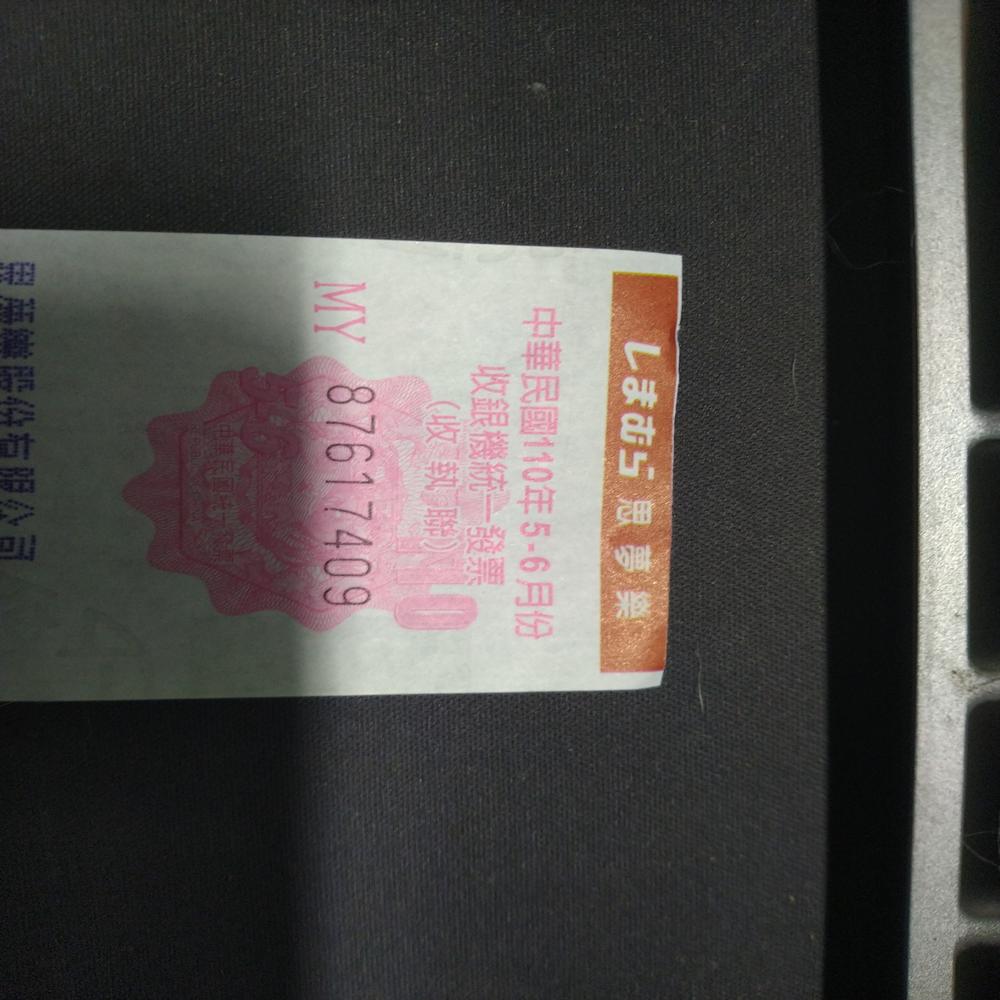 しまむら 思夢樂
中華民國110年5-6月份
收銀機統一發票
(收執聯)
MY 87617409
股份有限公司